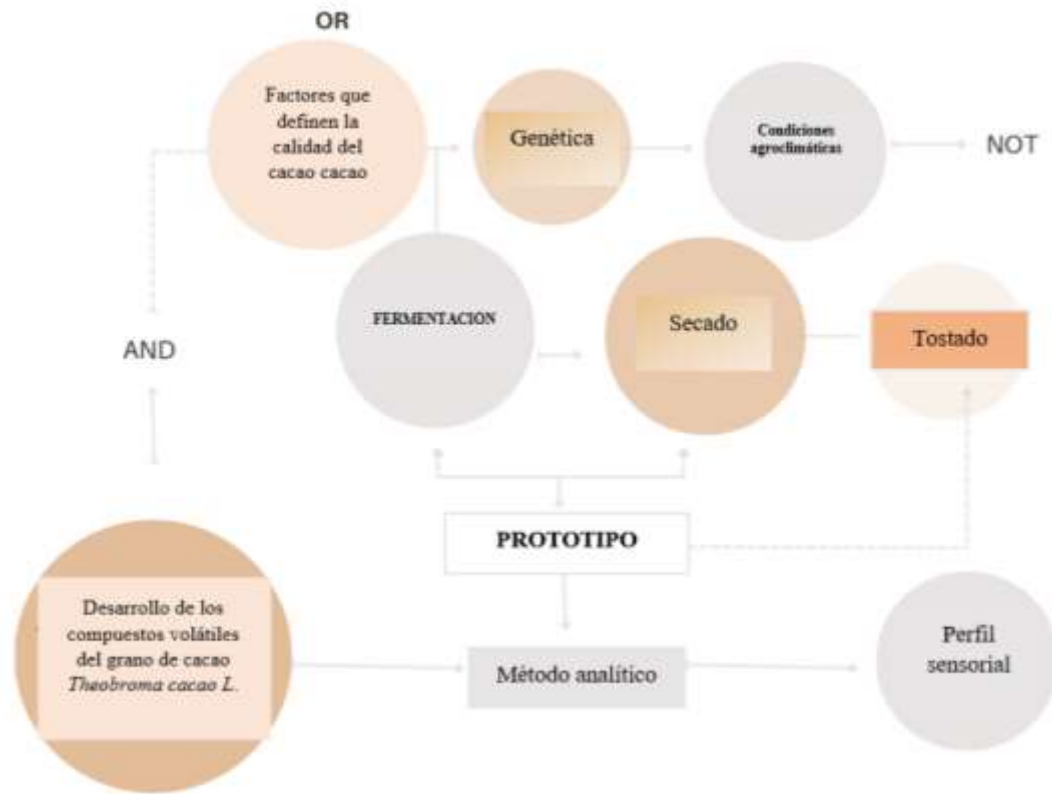 OR
Factores que
definen la
calidad del
cacao cacao
Genética
Condiciones
agroclimáticas
NOT
FERMENTACION
Secado
Tostado
AND
PROTOTIPO
Desarrollo de los
compuestos volátiles
del grano de cacao
Theobroma cacao L.
Método analítico
Perfil
sensorial